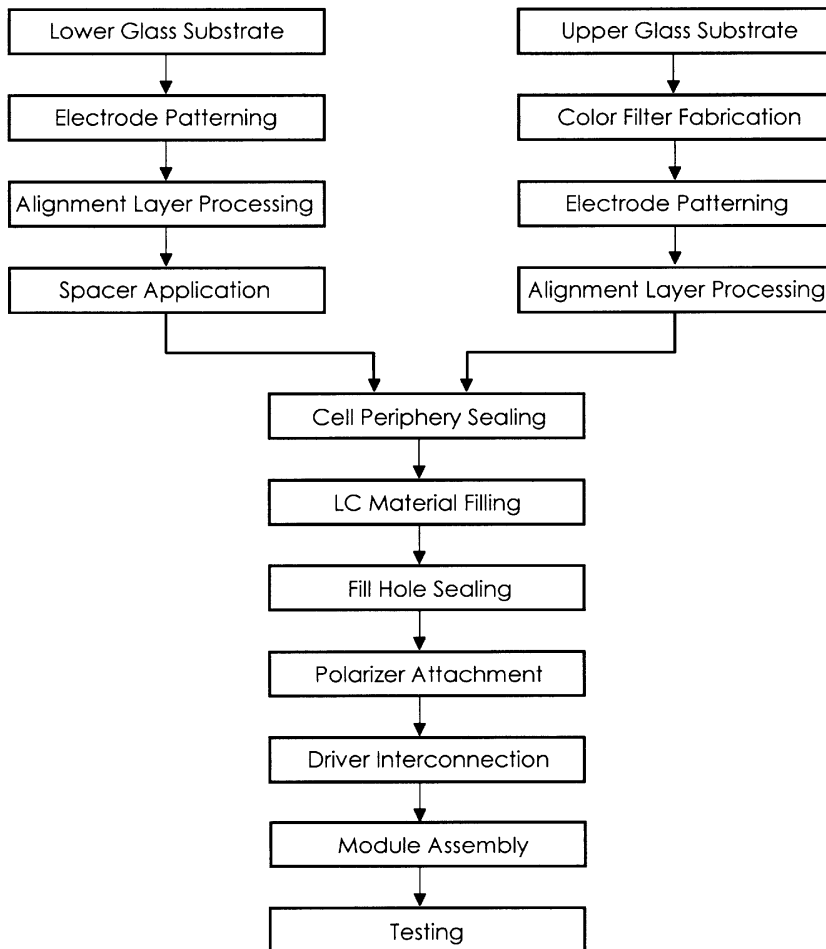 Lower Glass Substrate
Electrode Patterning
Alignment Layer Processing
Spacer Application
Upper Glass Substrate
Color Filter Fabrication
Electrode Patterning
Alignment Layer Processing
Cell Periphery Sealing
LC Material Filling
Fill Hole Sealing
Polarizer Attachment
Driver Interconnection
Module Assembly
Testing